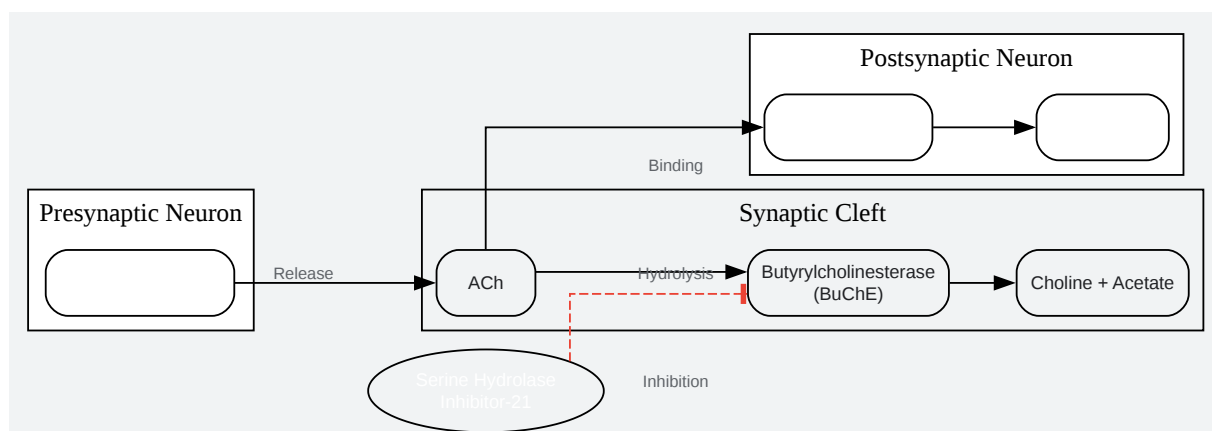 Postsynaptic Neuron
Binding
Presynaptic Neuron
Synaptic Cleft
Release
ACh
Hydrolysis
Butyrylcholinesterase
(BuChE)
Choline + Acetate
Serine Hydrolase
Inhibitor-21
Inhibition